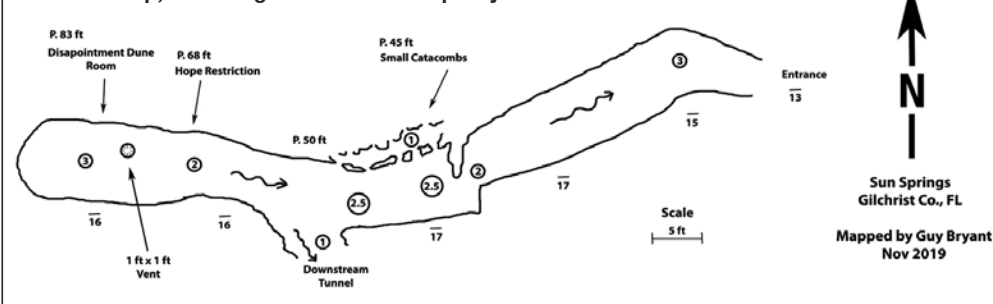 P. 83 ft
Disapointment Dune
Room
P. 68 ft
Hope Restriction
P. 45 ft
Small Catacombs
P. 50 ft
3
2
1
2.5
2.5
2
3
1
Entrance
13
15
17
17
16
16
1 ft x 1 ft
Vent
Downstream
Tunnel
Scale
5 ft
N
Sun Springs
Gilchrist Co., FL
Mapped by Guy Bryant
Nov 2019